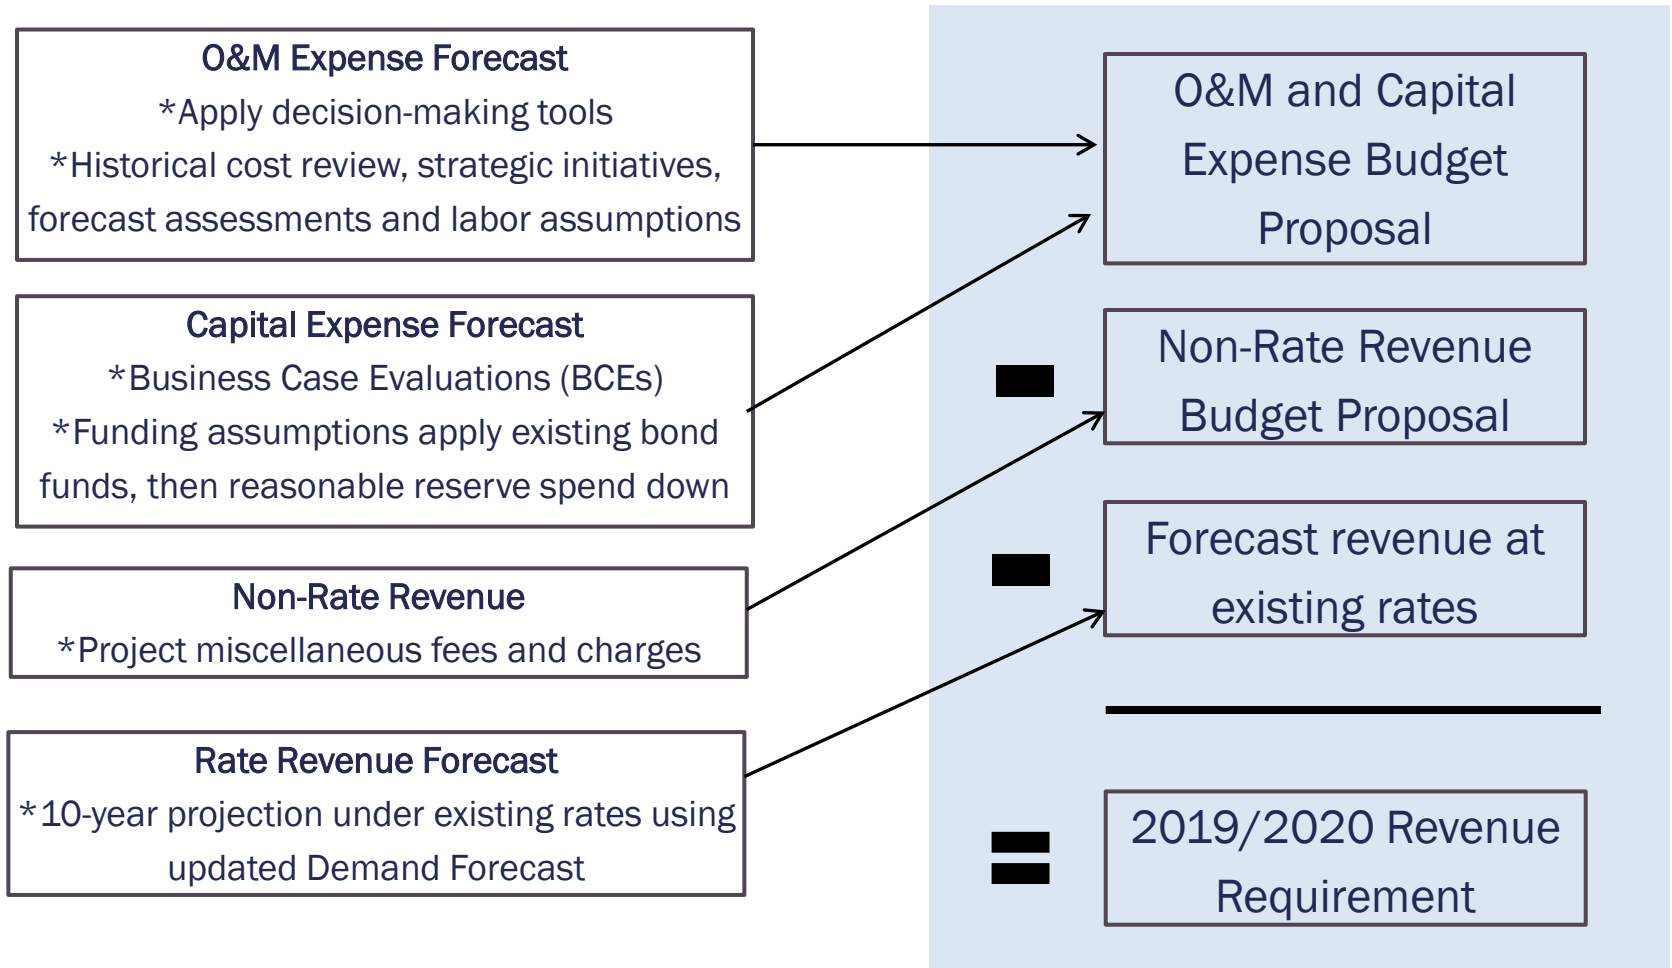 O&M Expense Forecast
*Apply decision-making tools
*Historical cost review, strategic initiatives,
forecast assessments and labor assumptions
Capital Expense Forecast
*Business Case Evaluations (BCEs)
*Funding assumptions apply existing bond
funds, then reasonable reserve spend down
Non-Rate Revenue
*Project miscellaneous fees and charges
Rate Revenue Forecast
*10-year projection under existing rates using
updated Demand Forecast
O&M and Capital
Expense Budget
Proposal
Non-Rate Revenue
Budget Proposal
Forecast revenue at
existing rates
2019/2020 Revenue
Requirement